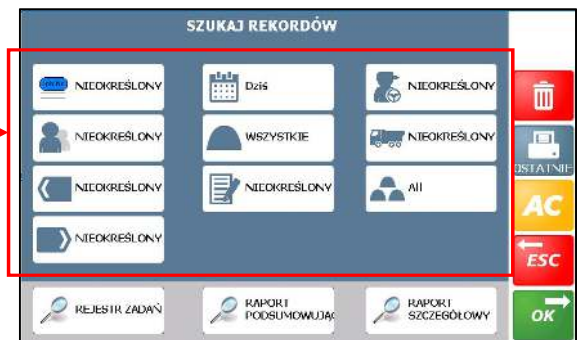 SZUKAJ REKORDÓW
NIEOKREŚLONY
Dziś
NIEOKREŚLONY
NIEOKREŚLONY
WSZYSTKIE
NIEOKREŚLONY
OSTATNIE
NIEOKREŚLONY
NIEOKREŚLONY
All
AC
NIEOKREŚLONY
ESC
REJESTR ZADAŃ
RAPORT
PODSUMOWUJĄC
RAPORT
SZCZEGÓŁOWY
OK